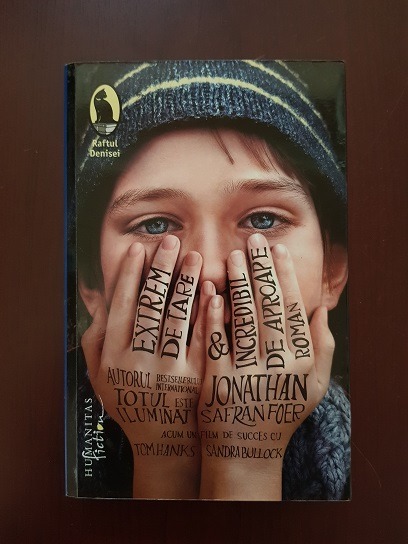 Raftul
Denisei
EXTREM
DE TARE
&
INCREDIBIL
DE APROAPE
ROMAN
AUTORUL BESTSELLERULUI
INTERNAȚIONAL
TOTUL ESTE
ILUMINAT
JONATHAN
SAFRAN FOER
ACUM UN FILM DE SUCCES CU
TOM HANKS SANDRA BULLOCK
HUMANITAS
fiction